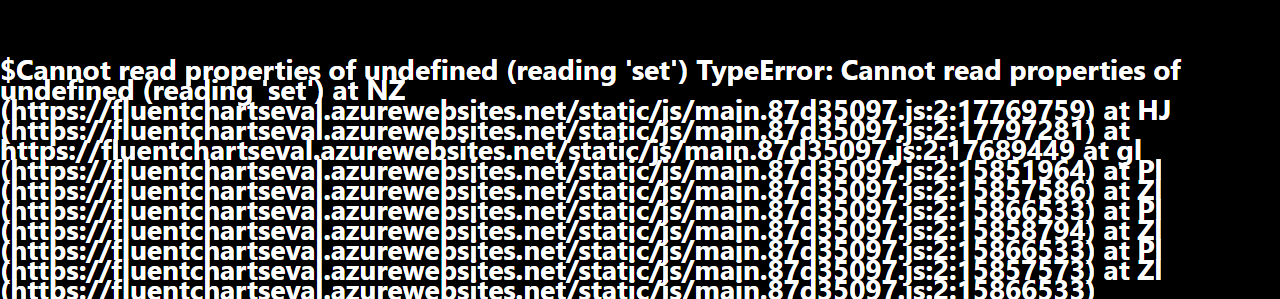 $Cannot read properties of undefined (reading 'set') TypeError: Cannot read properties of
undefined (reading 'set') at NZ
(https://fluentchartseval.azurewebsites.net/static/js/main.87d35097.js:2:17769759) at HJ
(https://fluentchartseval.azurewebsites.net/static/js/main.87d35097.js:2:17797281) at
https://fluentchartseval.azurewebsites.net/static/js/main.87d35097.js:2:17689449 at gl
(https://fluentchartseval.azurewebsites.net/static/js/main.87d35097.js:2:15851964) at Pl
(https://fluentchartseval.azurewebsites.net/static/js/main.87d35097.js:2:15857586) at Zl
(https://fluentchartseval.azurewebsites.net/static/js/main.87d35097.js:2:15866533) at Pl
(https://fluentchartseval.azurewebsites.net/static/js/main.87d35097.js:2:15858794) at Zl
(https://fluentchartseval.azurewebsites.net/static/js/main.87d35097.js:2:15866533) at Pl
(https://fluentchartseval.azurewebsites.net/static/js/main.87d35097.js:2:15857573) at Zl
(https://fluentchartseval.azurewebsites.net/static/js/main.87d35097.js:2:15866533)